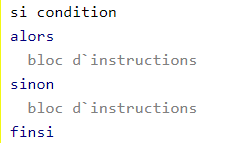 si condition
alors
bloc d`instructions
sinon
bloc d`instructions
finsi